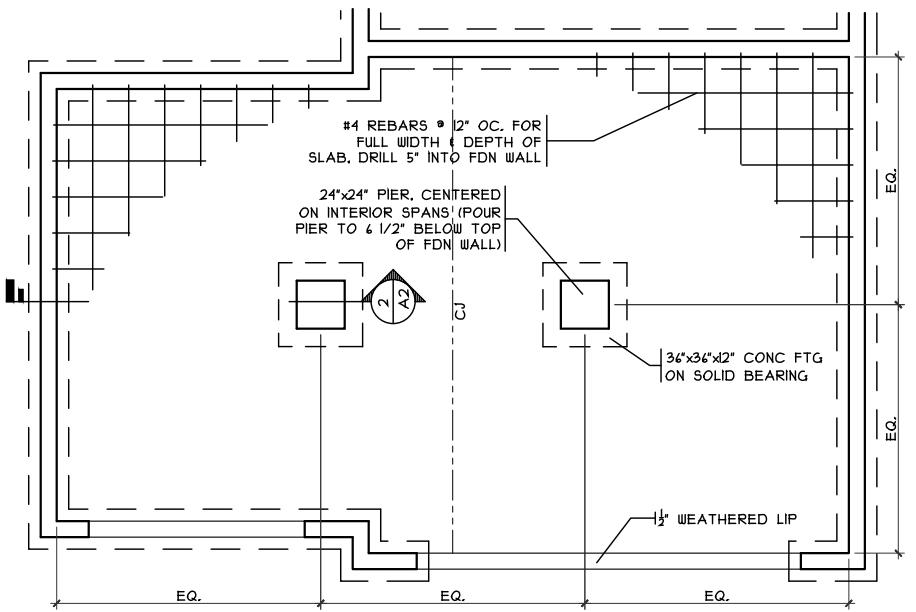 #4 REBARS @ 12" OC. FOR
FULL WIDTH & DEPTH OF
SLAB. DRILL 5" INTO FDN WALL
24"x24" PIER, CENTERED
ON INTERIOR SPANS (POUR
PIER TO 6 1/2" BELOW TOP
OF FDN WALL)
EQ.
2
A2
CJ
36"x36"x12" CONC FTG
ON SOLID BEARING
EQ.
1½" WEATHERED LIP
EQ.
EQ.
EQ.